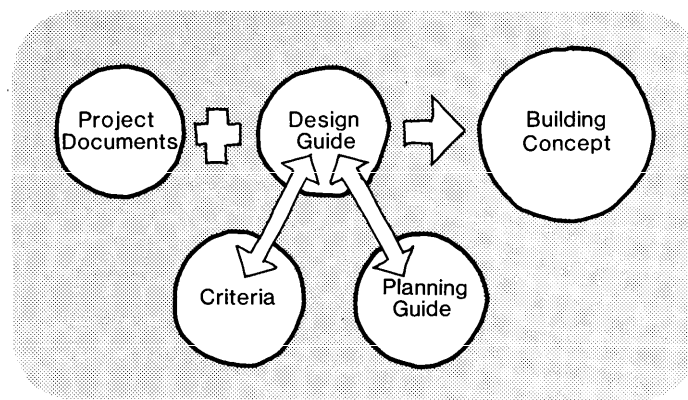 Project
Documents
Design
Guide
Building
Concept
Criteria
Planning
Guide